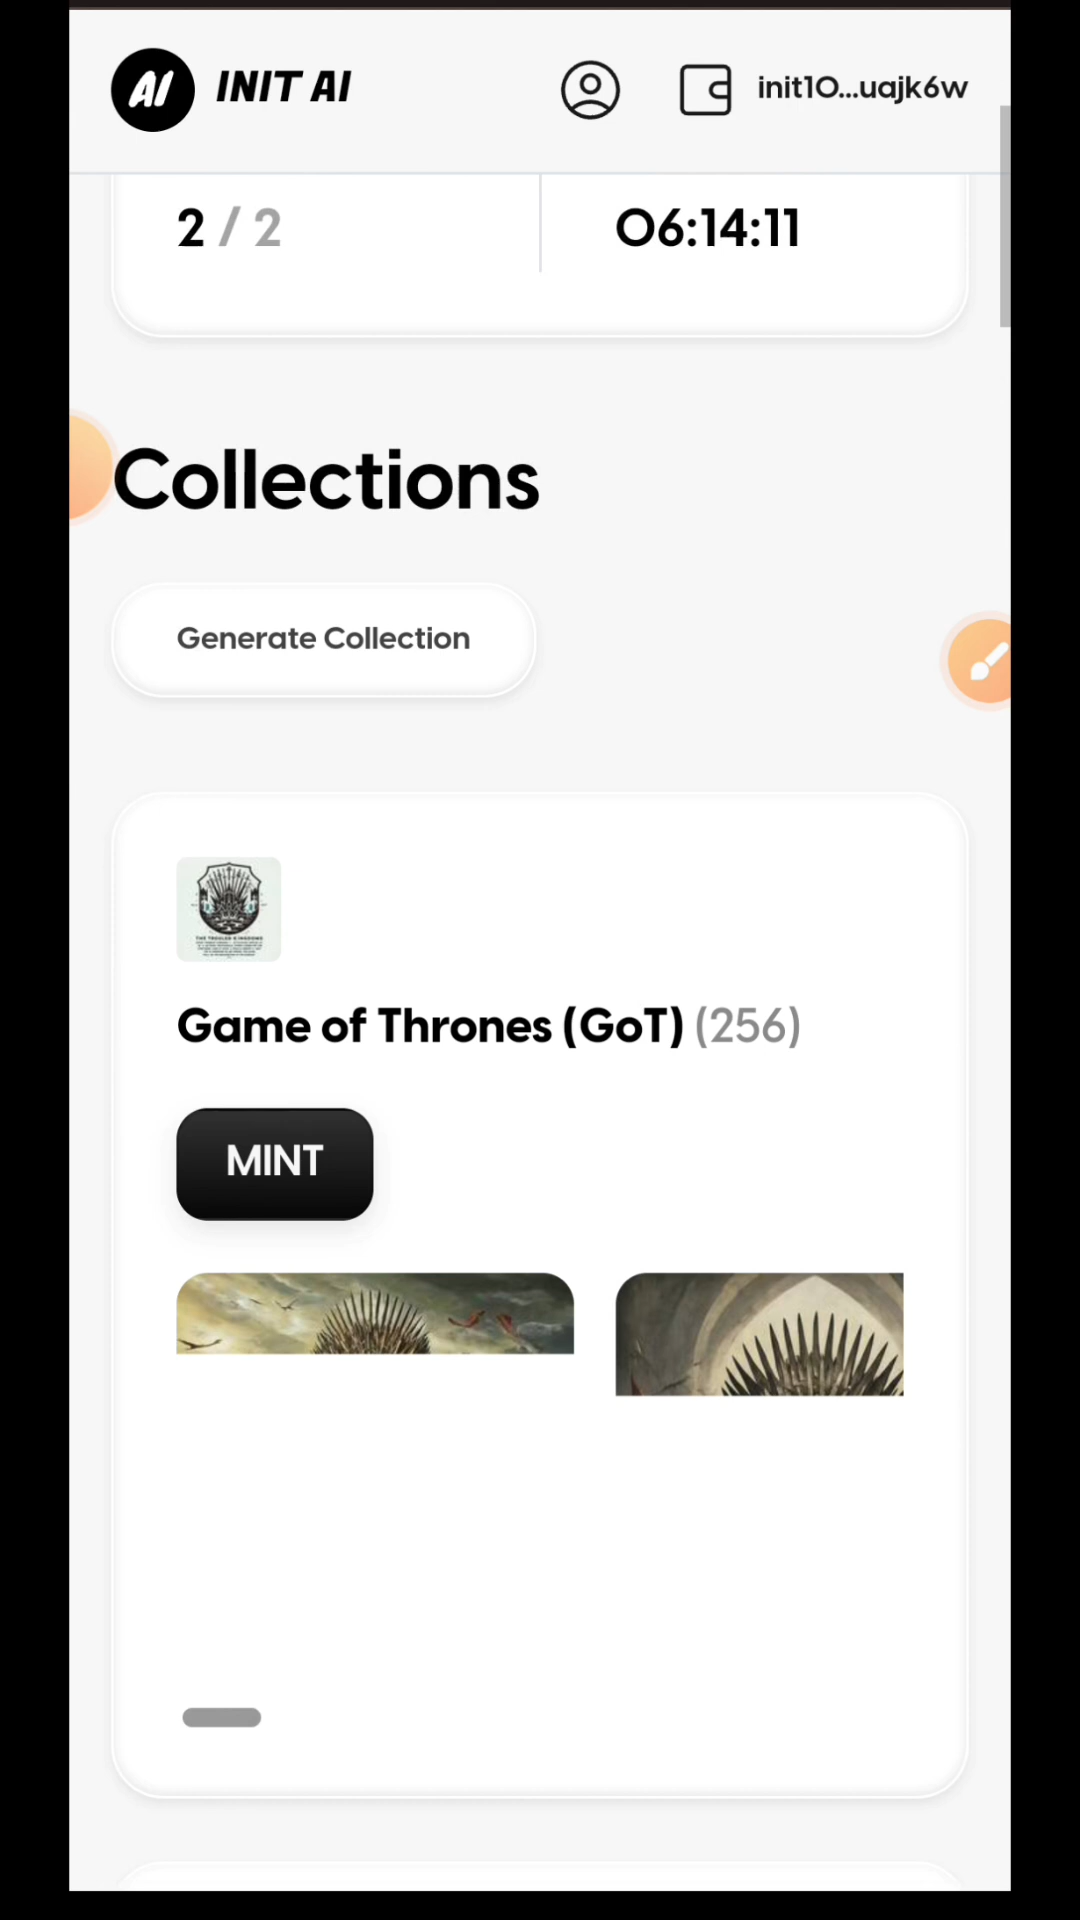 AI INIT AI init10...uajk6w
2 / 2 06:14:11
Collections
Generate Collection
Game of Thrones (GoT) (256)
MINT